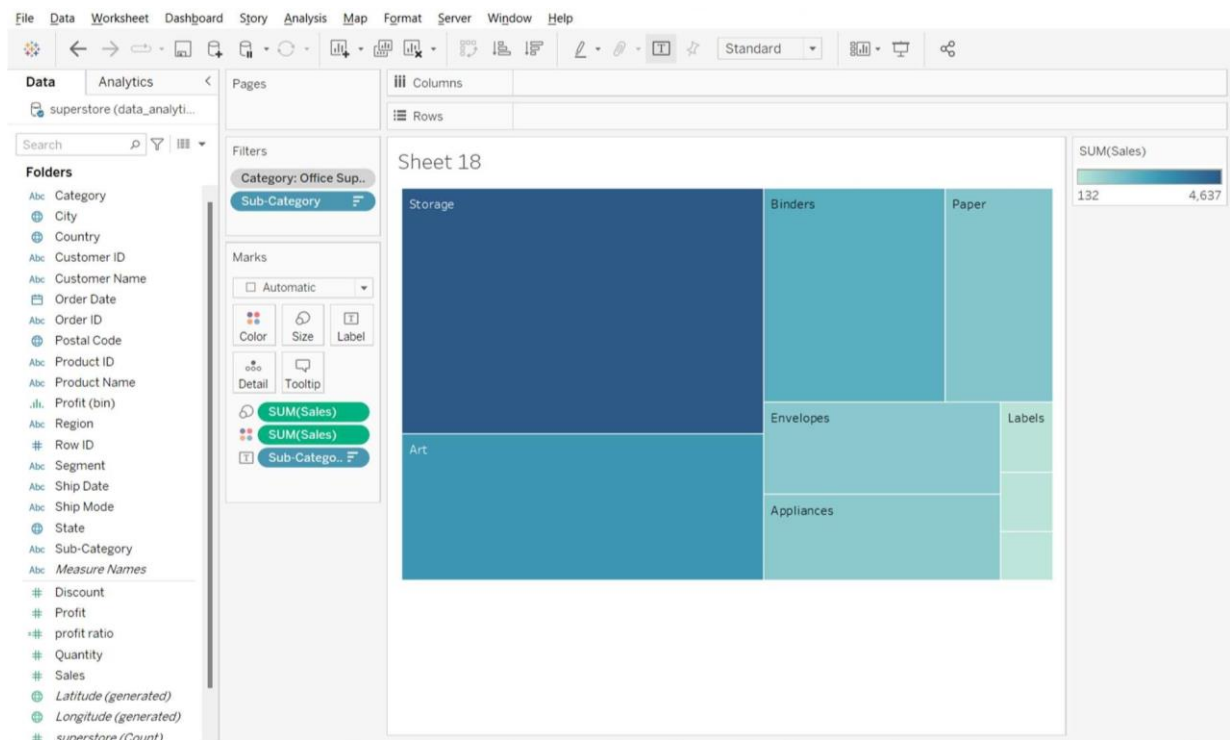 File Data Worksheet Dashboard Story Analysis Map Format Server Window Help
Standard
Data Analytics
superstore (data_analyti...
Search
Folders
Abc Category
City
Country
Abc Customer ID
Abc Customer Name
Order Date
Abc Order ID
Postal Code
Abc Product ID
Abc Product Name
Profit (bin)
Abc Region
# Row ID
Abc Segment
Abc Ship Date
Abc Ship Mode
State
Abc Sub-Category
Abc Measure Names
# Discount
# Profit
=# profit ratio
# Quantity
# Sales
Latitude (generated)
Longitude (generated)
# superstore (Count)
Pages
Filters
Category: Office Sup..
Sub-Category
Marks
Automatic
Color Size Label
Detail Tooltip
SUM(Sales)
SUM(Sales)
Sub-Catego..
Columns
Rows
Sheet 18
Storage
Art
Binders
Paper
Envelopes
Labels
Appliances
SUM(Sales)
132 4,637